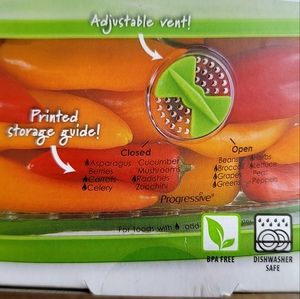 Adjustable vent!
Printed
storage guide!
Closed
Asparagus Cucumber
Berries Mushrooms
Carrots Radishes
Celery Zucchini
Open
Beans Herbs
Broccoli Lettuce
Grapes
Greens Peppers
Progressive®
For foods with
BPA FREE
DISHWASHER
SAFE